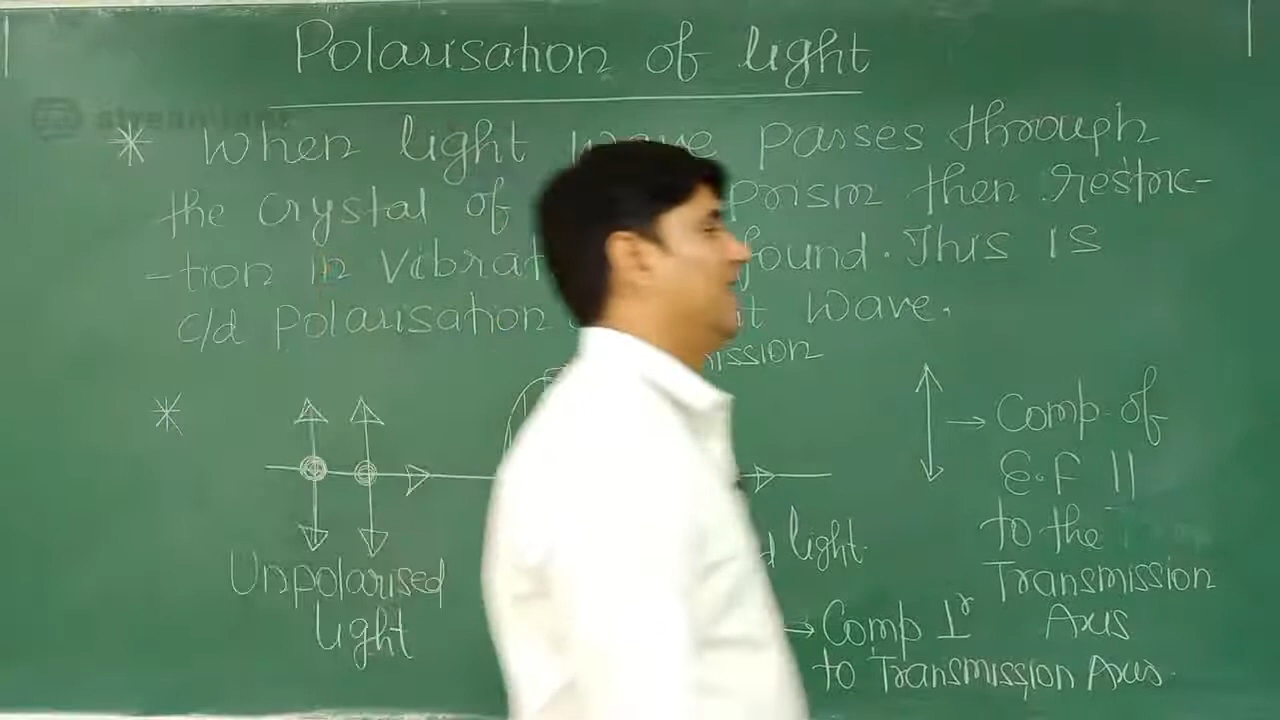 Polarisation of light
* When light wave passes through
the crystal of prism then restric-
-tion in Vibrat found. This is
c/d Polarisation wave.
ission
*
→ Comp. of
E.F ||
to the
Transmission
Axis
Unpolarised
light
light.
→ Comp ⊥r
to Transmission Axis.